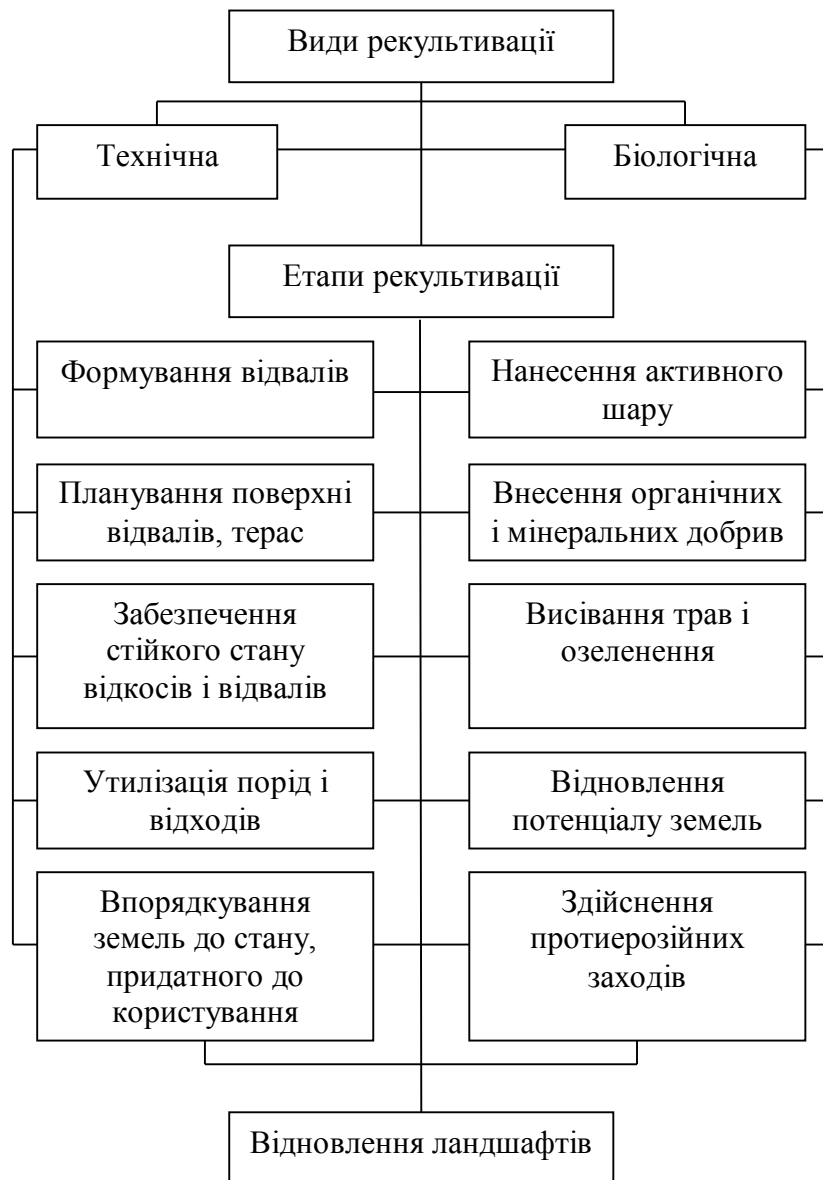 Види рекультивації
Технічна
Біологічна
Етапи рекультивації
Формування відвалів
Нанесення активного
шару
Планування поверхні
відвалів, терас
Внесення органічних
і мінеральних добрив
Забезпечення
стійкого стану
відкосів і відвалів
Висівання трав і
озеленення
Утилізація порід і
відходів
Відновлення
потенціалу земель
Впорядкування
земель до стану,
придатного до
користування
Здійснення
протиерозійних
заходів
Відновлення ландшафтів